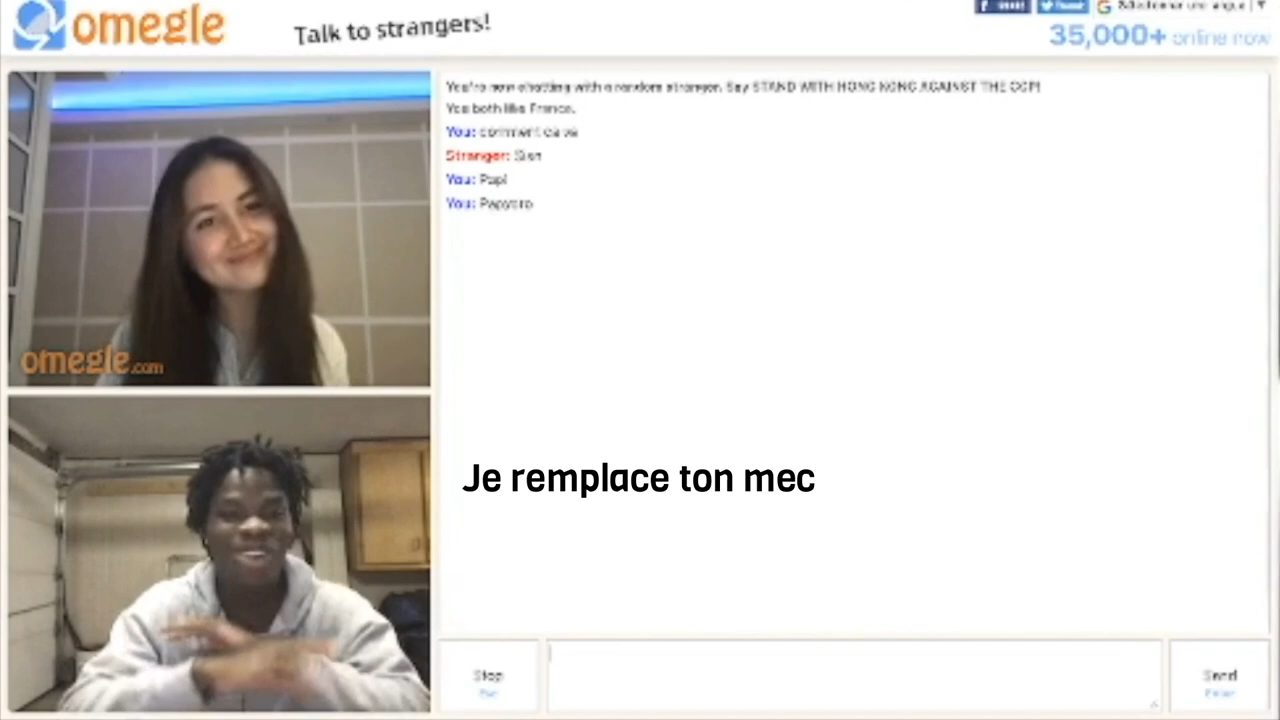 omegle
Talk to strangers!
35,000+ online now
You're now chatting with a random stranger. Say STAND WITH HONG KONG AGAINST THE CCP!
You both like France.
You: comment ca va
Stranger: Bien
You: Papi
You:
omegle.com
Je remplace ton mec
Stop
Esc
Send
Enter